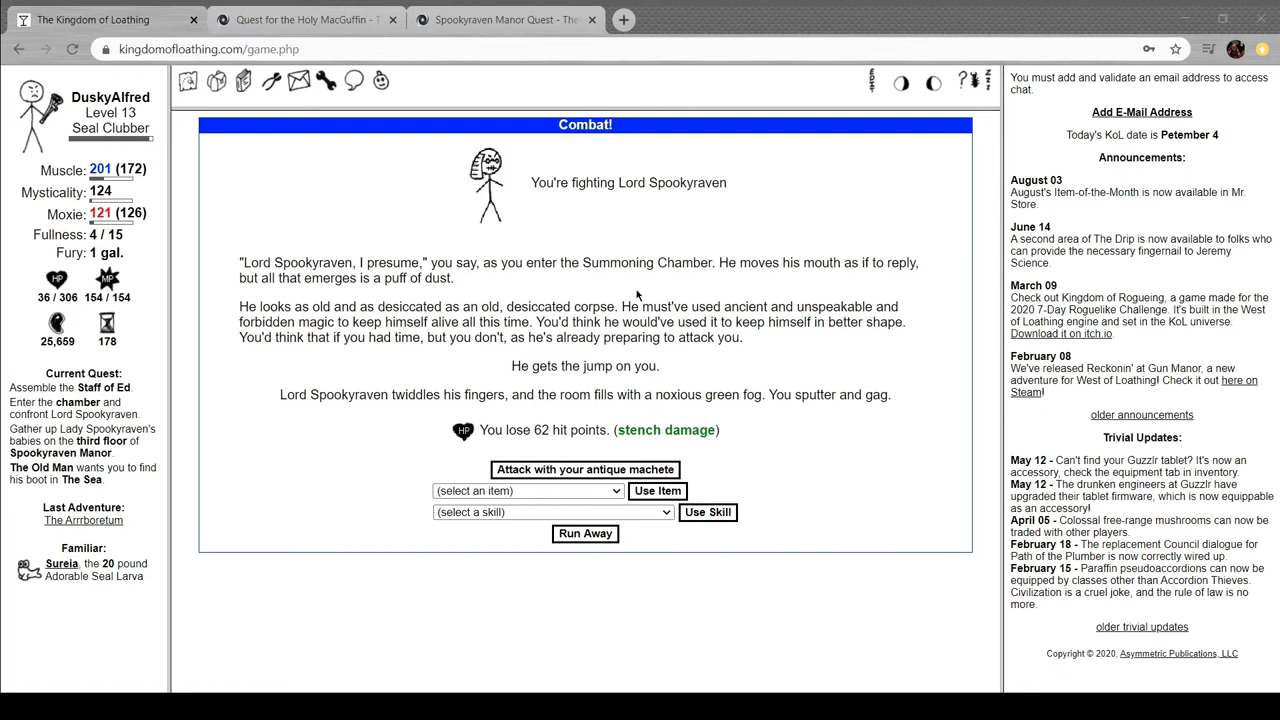 The Kingdom of Loathing
Quest for the Holy MacGuffin - T
Spookyraven Manor Quest - The
kingdomofloathing.com/game.php
DuskyAlfred
Level 13
Seal Clubber
Muscle: 201 (172)
Mysticality: 124
Moxie: 121 (126)
Fullness: 4 / 15
Fury: 1 gal.
HP MP
36 / 306 154 / 154
25,659 178
Current Quest:
Assemble the Staff of Ed.
Enter the chamber and
confront Lord Spookyraven.
Gather up Lady Spookyraven's
babies on the third floor of
Spookyraven Manor.
The Old Man wants you to find
his boot in The Sea.
Last Adventure:
The Arrrboretum
Familiar:
Sureia, the 20 pound
Adorable Seal Larva
Combat!
You're fighting Lord Spookyraven
"Lord Spookyraven, I presume," you say, as you enter the Summoning Chamber. He moves his mouth as if to reply,
but all that emerges is a puff of dust.
He looks as old and as desiccated as an old, desiccated corpse. He must've used ancient and unspeakable and
forbidden magic to keep himself alive all this time. You'd think he would've used it to keep himself in better shape.
You'd think that if you had time, but you don't, as he's already preparing to attack you.
He gets the jump on you.
Lord Spookyraven twiddles his fingers, and the room fills with a noxious green fog. You sputter and gag.
HP You lose 62 hit points. (stench damage)
Attack with your antique machete
(select an item) Use Item
(select a skill) Use Skill
Run Away
You must add and validate an email address to access
chat.
Add E-Mail Address
Today's KoL date is Petember 4
Announcements:
August 03
August's Item-of-the-Month is now available in Mr.
Store.
June 14
A second area of The Drip is now available to folks who
can provide the necessary fingernail to Jeremy
Science.
March 09
Check out Kingdom of Rogueing, a game made for the
2020 7-Day Roguelike Challenge. It's built in the West
of Loathing engine and set in the KoL universe.
Download it on itch.io.
February 08
We've released Reckonin' at Gun Manor, a new
adventure for West of Loathing! Check it out here on
Steam!
older announcements
Trivial Updates:
May 12 - Can't find your Guzzlr tablet? It's now an
accessory, check the equipment tab in inventory.
May 12 - The drunken engineers at Guzzlr have
upgraded their tablet firmware, which is now equippable
as an accessory!
April 05 - Colossal free-range mushrooms can now be
traded with other players.
February 18 - The replacement Council dialogue for
Path of the Plumber is now correctly wired up.
February 15 - Paraffin pseudoaccordions can now be
equipped by classes other than Accordion Thieves.
Civilization is a cruel joke, and the rule of law is no
more.
older trivial updates
Copyright © 2020, Asymmetric Publications, LLC